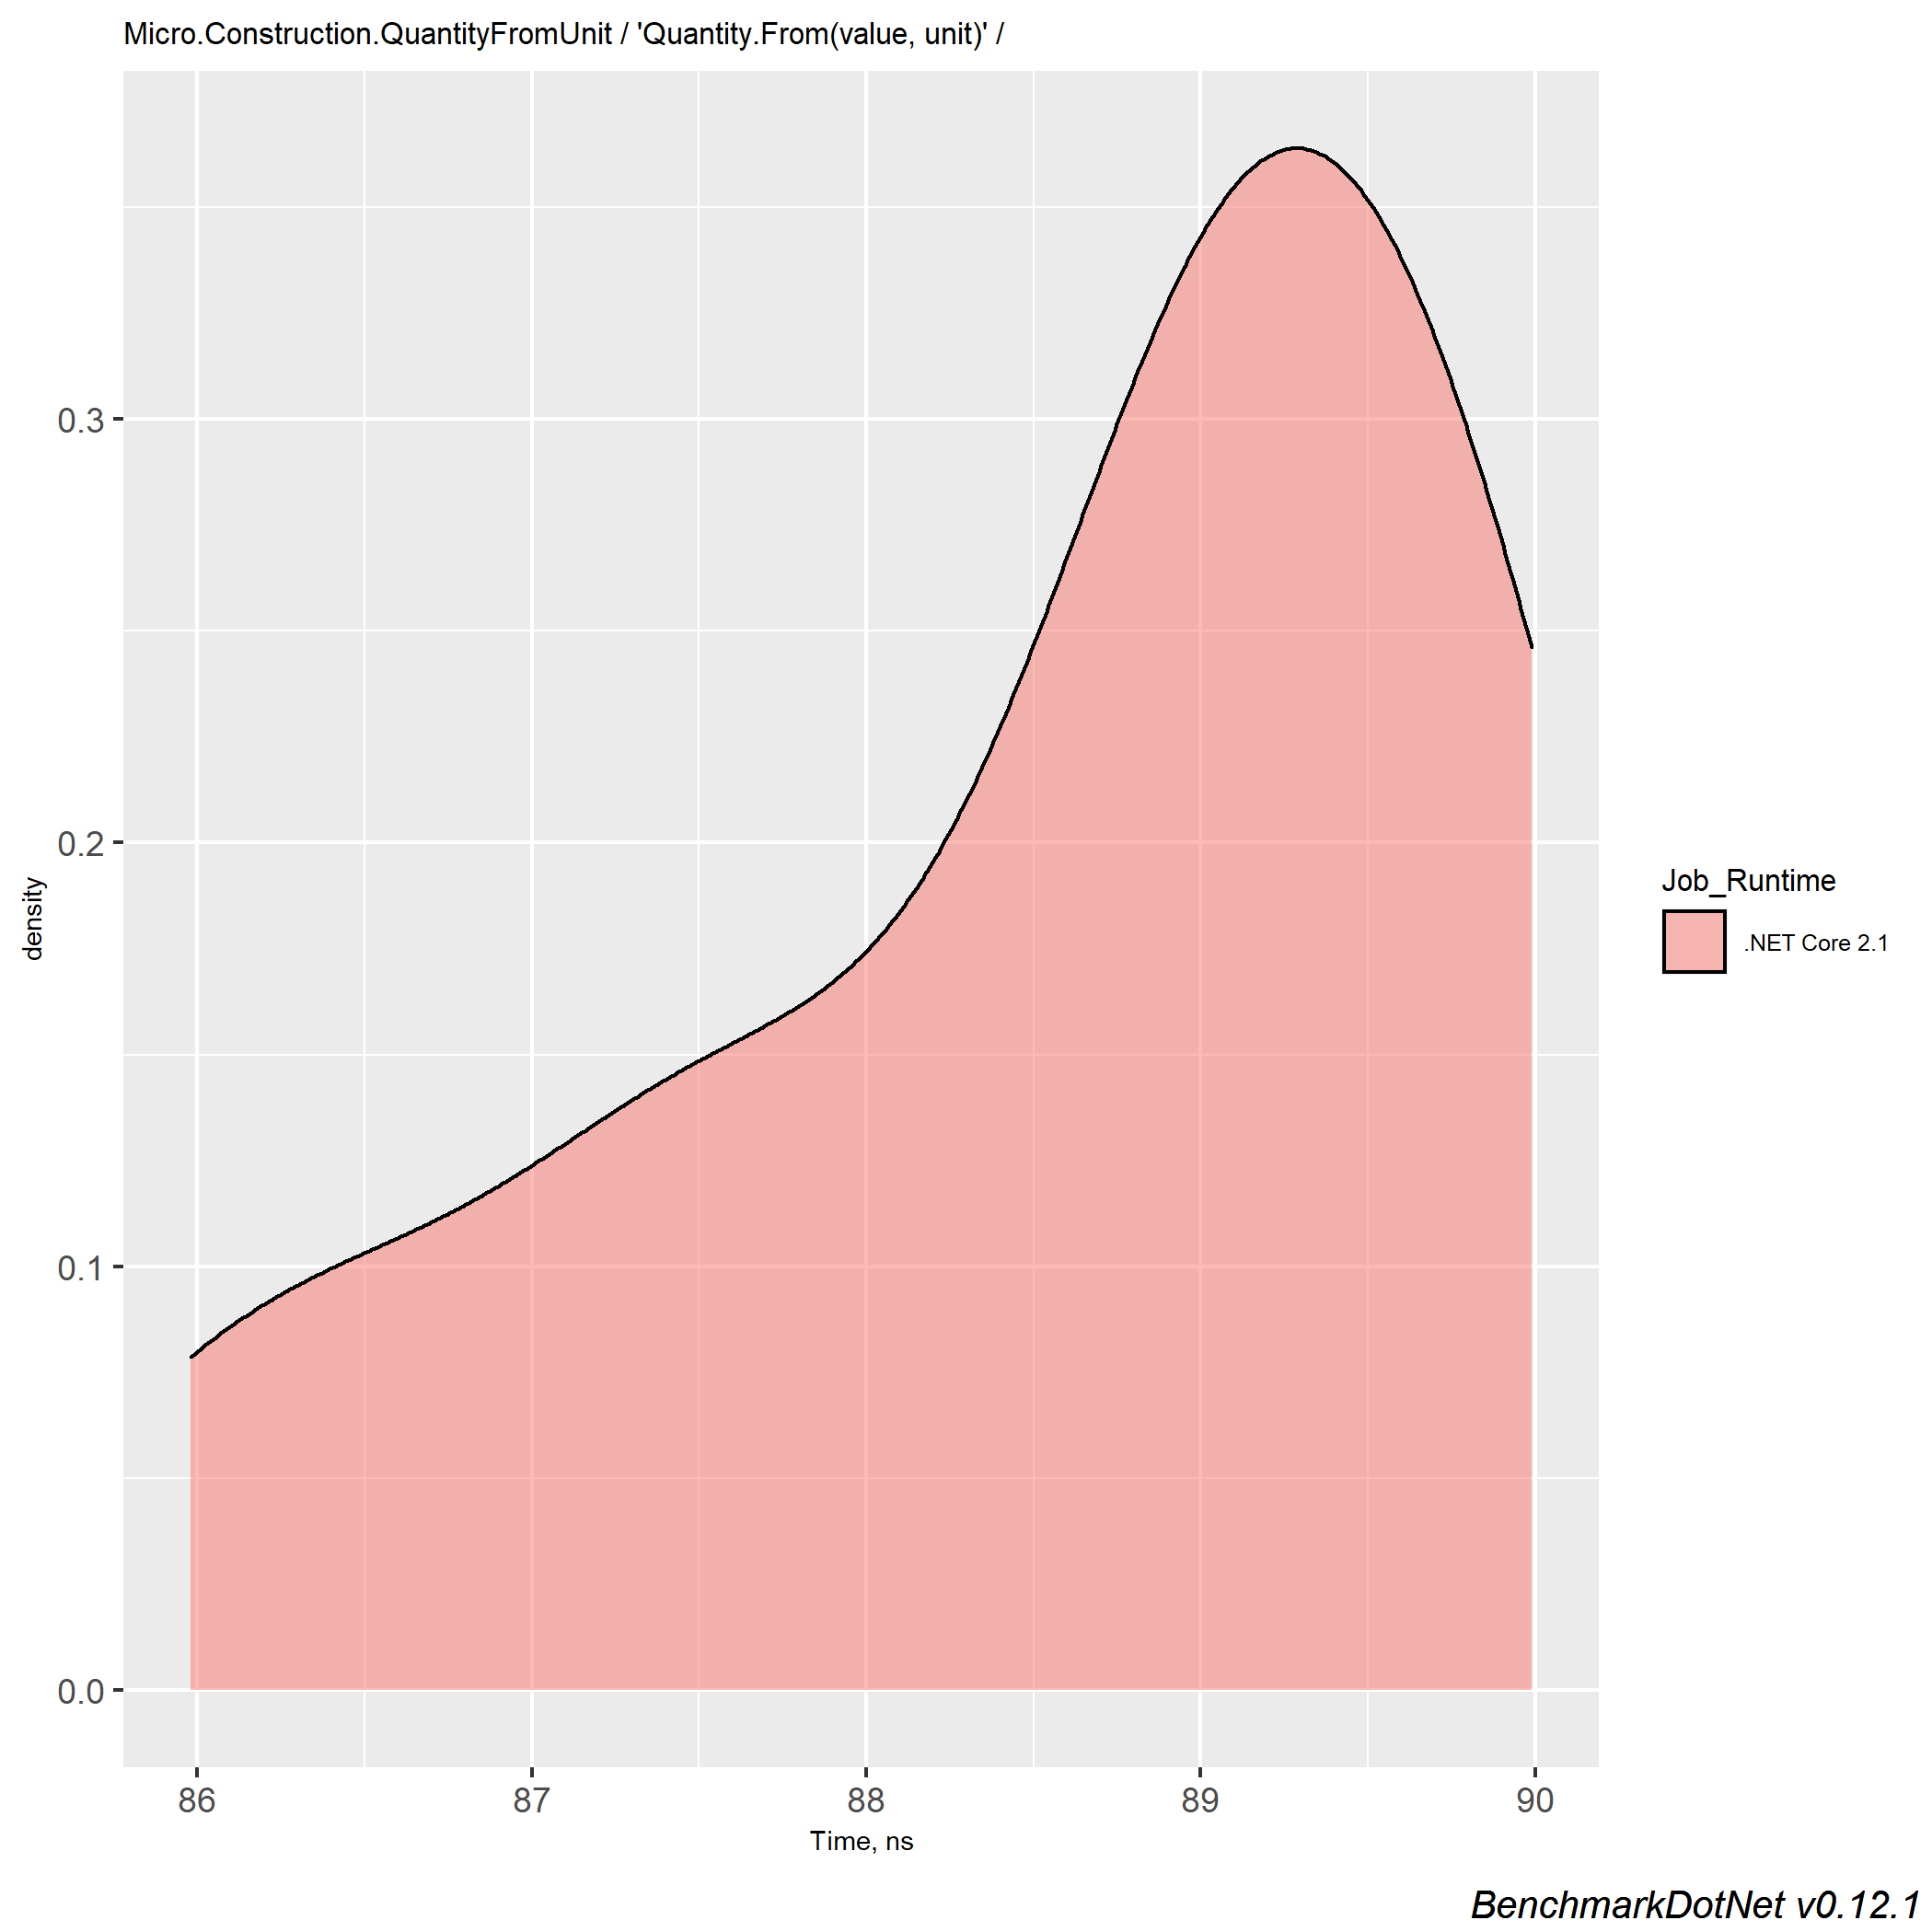 Micro.Construction.QuantityFromUnit / 'Quantity.From(value, unit)' /
0.3
0.2
0.1
0.0
density
86 87 88 89 90
Time, ns
Job_Runtime
.NET Core 2.1
BenchmarkDotNet v0.12.1